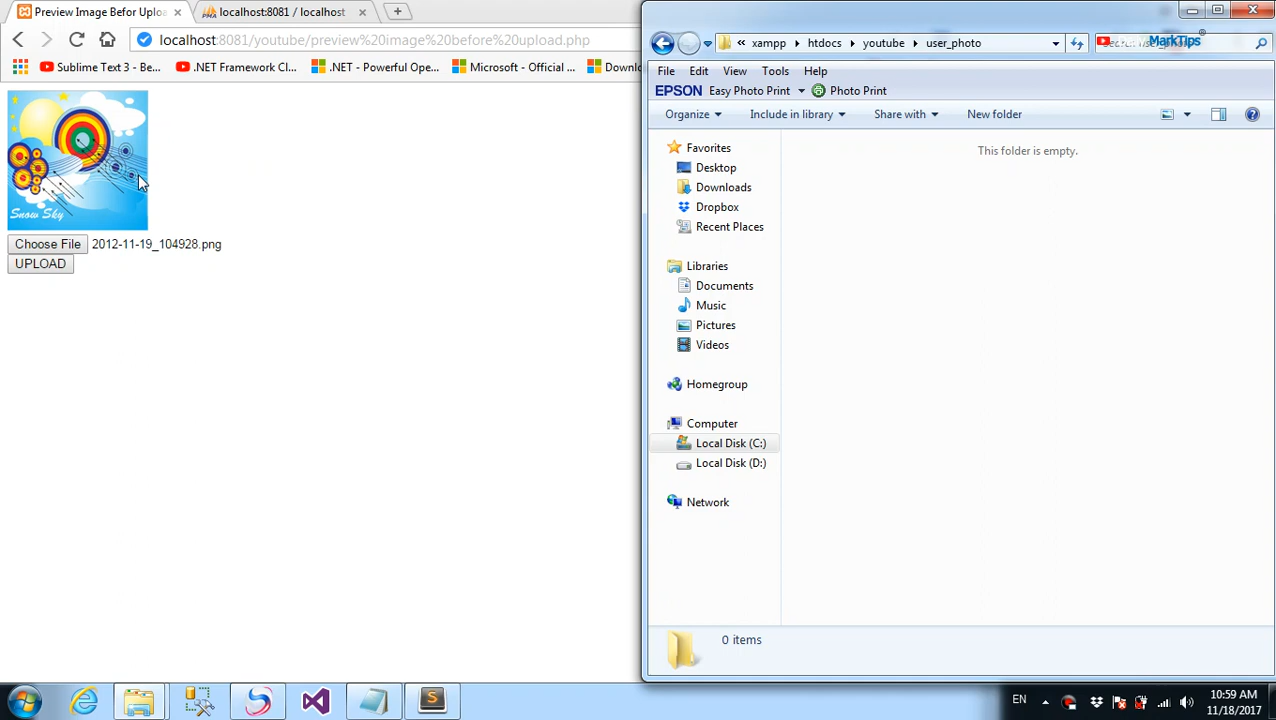 Preview Image Befor Uploa
localhost:8081 / localhost
localhost:8081/youtube/preview%20image%20before%20upload.php
Sublime Text 3 - Be...
.NET Framework Cl...
.NET - Powerful Ope...
Microsoft - Official ...
Downlo
Snow Sky
Choose File 2012-11-19_104928.png
UPLOAD
« xampp htdocs youtube user_photo
MarkTips
File Edit View Tools Help
EPSON Easy Photo Print Photo Print
Organize Include in library Share with New folder
This folder is empty.
Favorites
Desktop
Downloads
Dropbox
Recent Places
Libraries
Documents
Music
Pictures
Videos
Homegroup
Computer
Local Disk (C:)
Local Disk (D:)
Network
0 items
EN
10:59 AM
11/18/2017